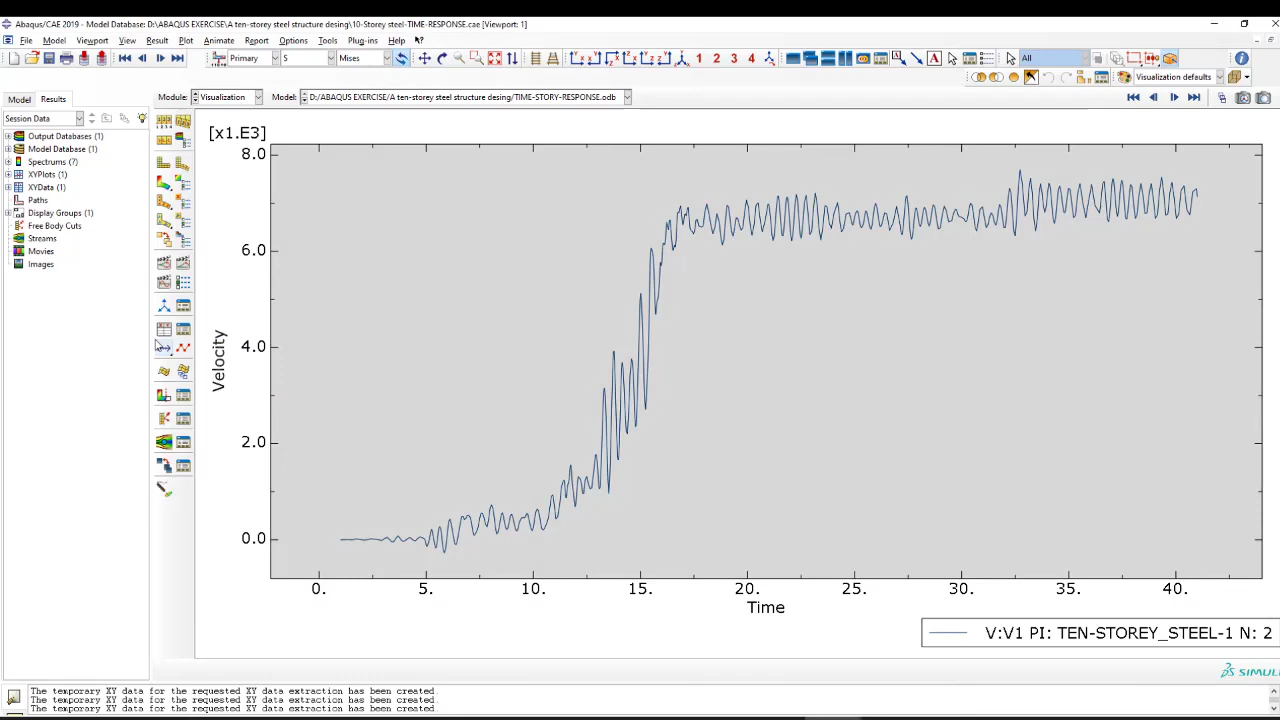 Abaqus/CAE 2019 - Model Database: D:\ABAQUS EXERCISE\A ten-storey steel structure desing\10-Storey steel-TIME-RESPONSE.cae [Viewport: 1]
File Model Viewport View Result Plot Animate Report Options Tools Plug-ins Help
Primary S Mises 1 2 3 4 All
Visualization defaults
Model Results Module: Visualization Model: D:/ABAQUS EXERCISE/A ten-storey steel structure desing/TIME-STORY-RESPONSE.odb
Session Data
Output Databases (1)
Model Database (1)
Spectrums (7)
XYPlots (1)
XYData (1)
Paths
Display Groups (1)
Free Body Cuts
Streams
Movies
Images
[x1.E3]
8.0
6.0
4.0
2.0
0.0
Velocity
0. 5. 10. 15. 20. 25. 30. 35. 40.
Time
V:V1 PI: TEN-STOREY_STEEL-1 N: 2
SIMUL
The temporary XY data for the requested XY data extraction has been created.
The temporary XY data for the requested XY data extraction has been created.
The temporary XY data for the requested XY data extraction has been created.